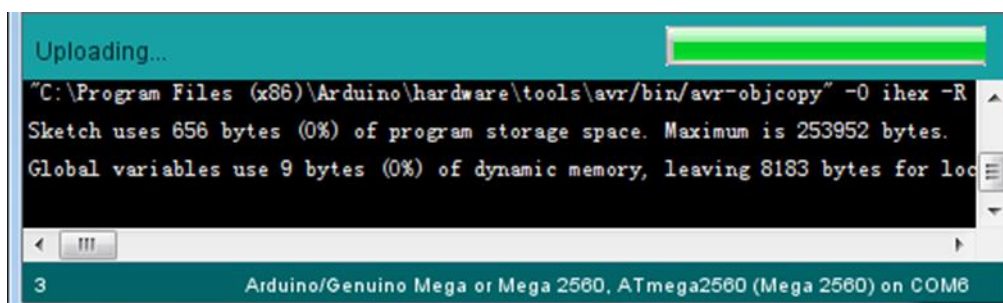 Uploading...
"C:\Program Files (x86)\Arduino\hardware\tools\avr/bin/avr-objcopy" -O ihex -R
Sketch uses 656 bytes (0%) of program storage space. Maximum is 253952 bytes.
Global variables use 9 bytes (0%) of dynamic memory, leaving 8183 bytes for loc
3
Arduino/Genuino Mega or Mega 2560, ATmega2560 (Mega 2560) on COM6